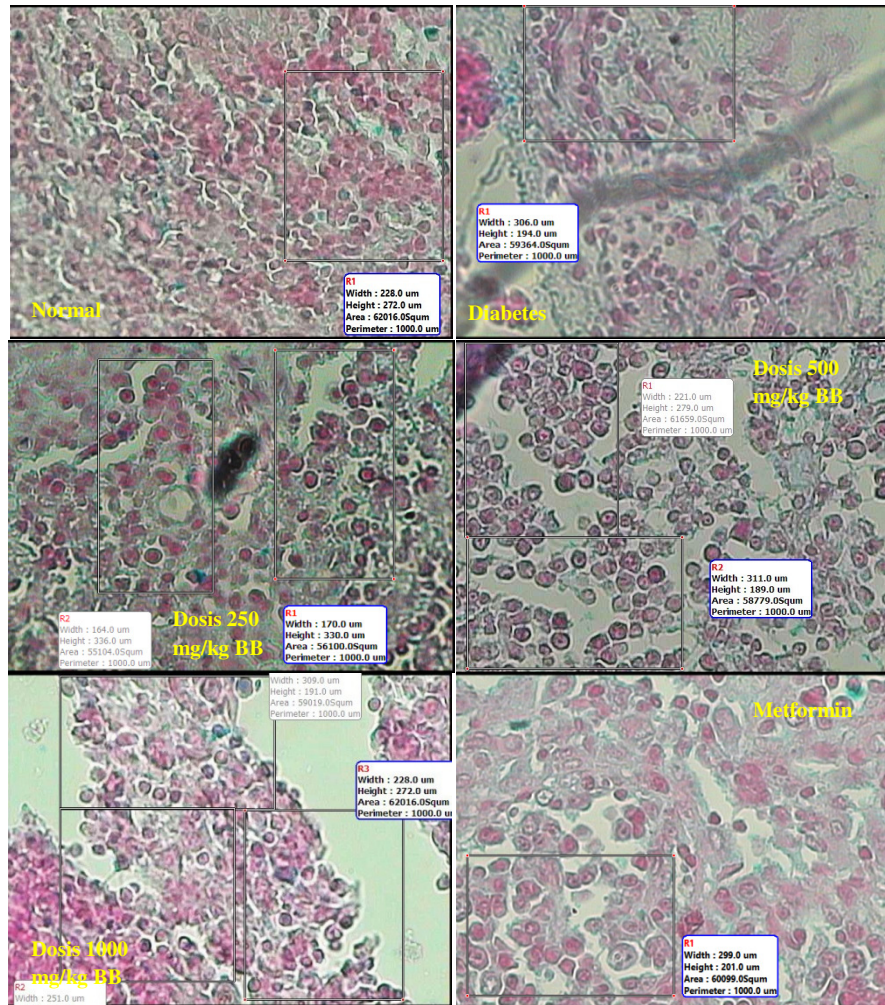 R1
Width : 228.0 um
Height : 272.0 um
Area : 62016.0Squm
Perimeter : 1000.0 um
Normal
R1
Width : 306.0 um
Height : 194.0 um
Area : 59364.0Squm
Perimeter : 1000.0 um
Diabetes
R2
Width : 164.0 um
Height : 336.0 um
Area : 55104.0Squm
Perimeter : 1000.0 um
Dosis 250
mg/kg BB
R1
Width : 170.0 um
Height : 330.0 um
Area : 56100.0Squm
Perimeter : 1000.0 um
Dosis 500
mg/kg BB
R1
Width : 221.0 um
Height : 279.0 um
Area : 61659.0Squm
Perimeter : 1000.0 um
R2
Width : 311.0 um
Height : 189.0 um
Area : 58779.0Squm
Perimeter : 1000.0 um
Width : 309.0 um
Height : 191.0 um
Area : 59019.0Squm
Perimeter : 1000.0 um
R3
Width : 228.0 um
Height : 272.0 um
Area : 62016.0Squm
Perimeter : 1000.0 um
Dosis 1000
mg/kg BB
R2
Width : 251.0 um
Metformin
R1
Width : 299.0 um
Height : 201.0 um
Area : 60099.0Squm
Perimeter : 1000.0 um